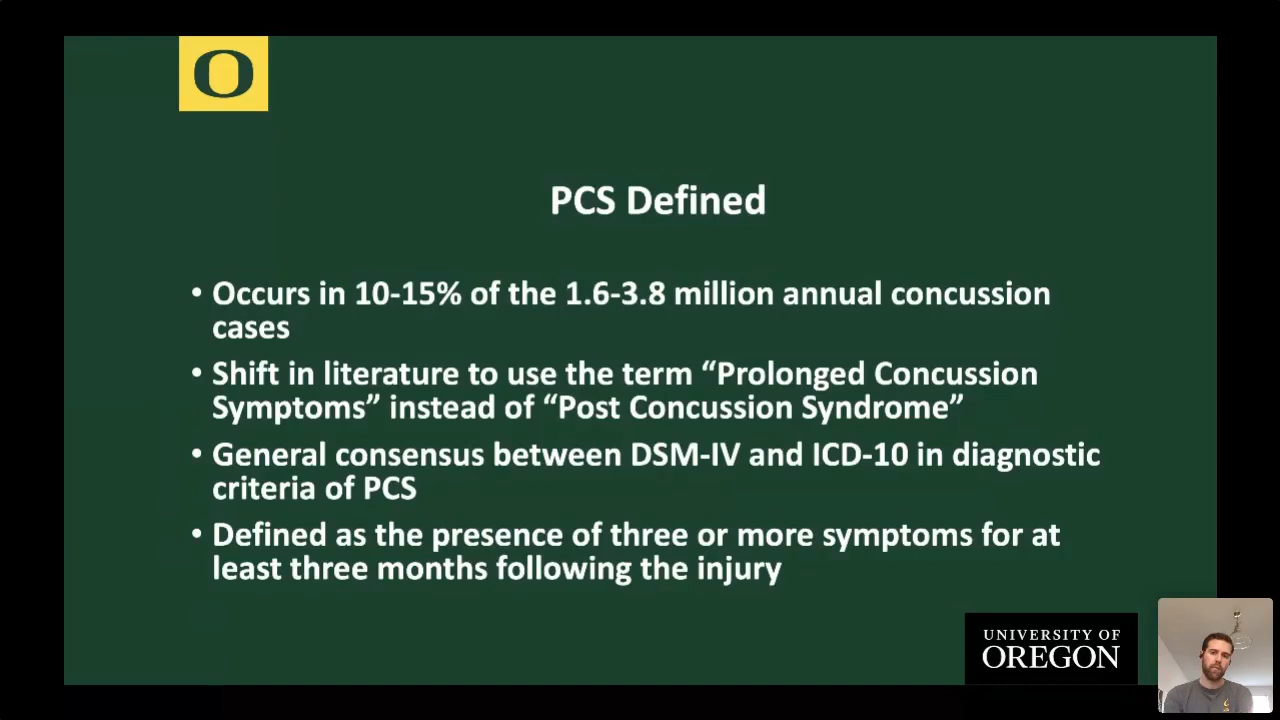 O
PCS Defined
• Occurs in 10-15% of the 1.6-3.8 million annual concussion
cases
• Shift in literature to use the term “Prolonged Concussion
Symptoms” instead of “Post Concussion Syndrome”
• General consensus between DSM-IV and ICD-10 in diagnostic
criteria of PCS
• Defined as the presence of three or more symptoms for at
least three months following the injury
UNIVERSITY OF
OREGON